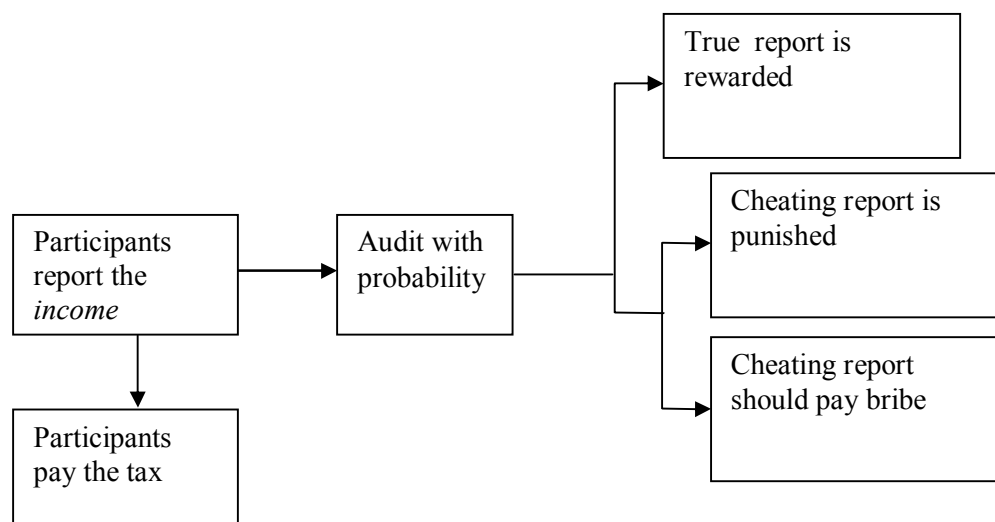 True report is
rewarded
Cheating report is
punished
Participants
report the
income
Audit with
probability
Cheating report
should pay bribe
Participants
pay the tax